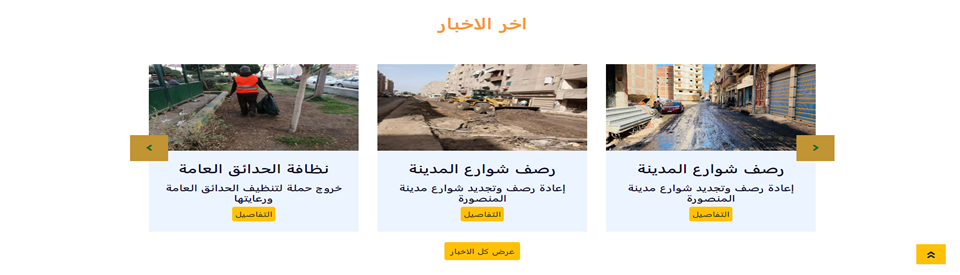 اخر الاخبار
رصف شوارع المدينة
إعادة رصف وتجديد شوارع مدينة
المنصورة
التفاصيل
رصف شوارع المدينة
إعادة رصف وتجديد شوارع مدينة
المنصورة
التفاصيل
نظافة الحدائق العامة
خروج حملة لتنظيف الحدائق العامة
ورعايتها
التفاصيل
عرض كل الاخبار